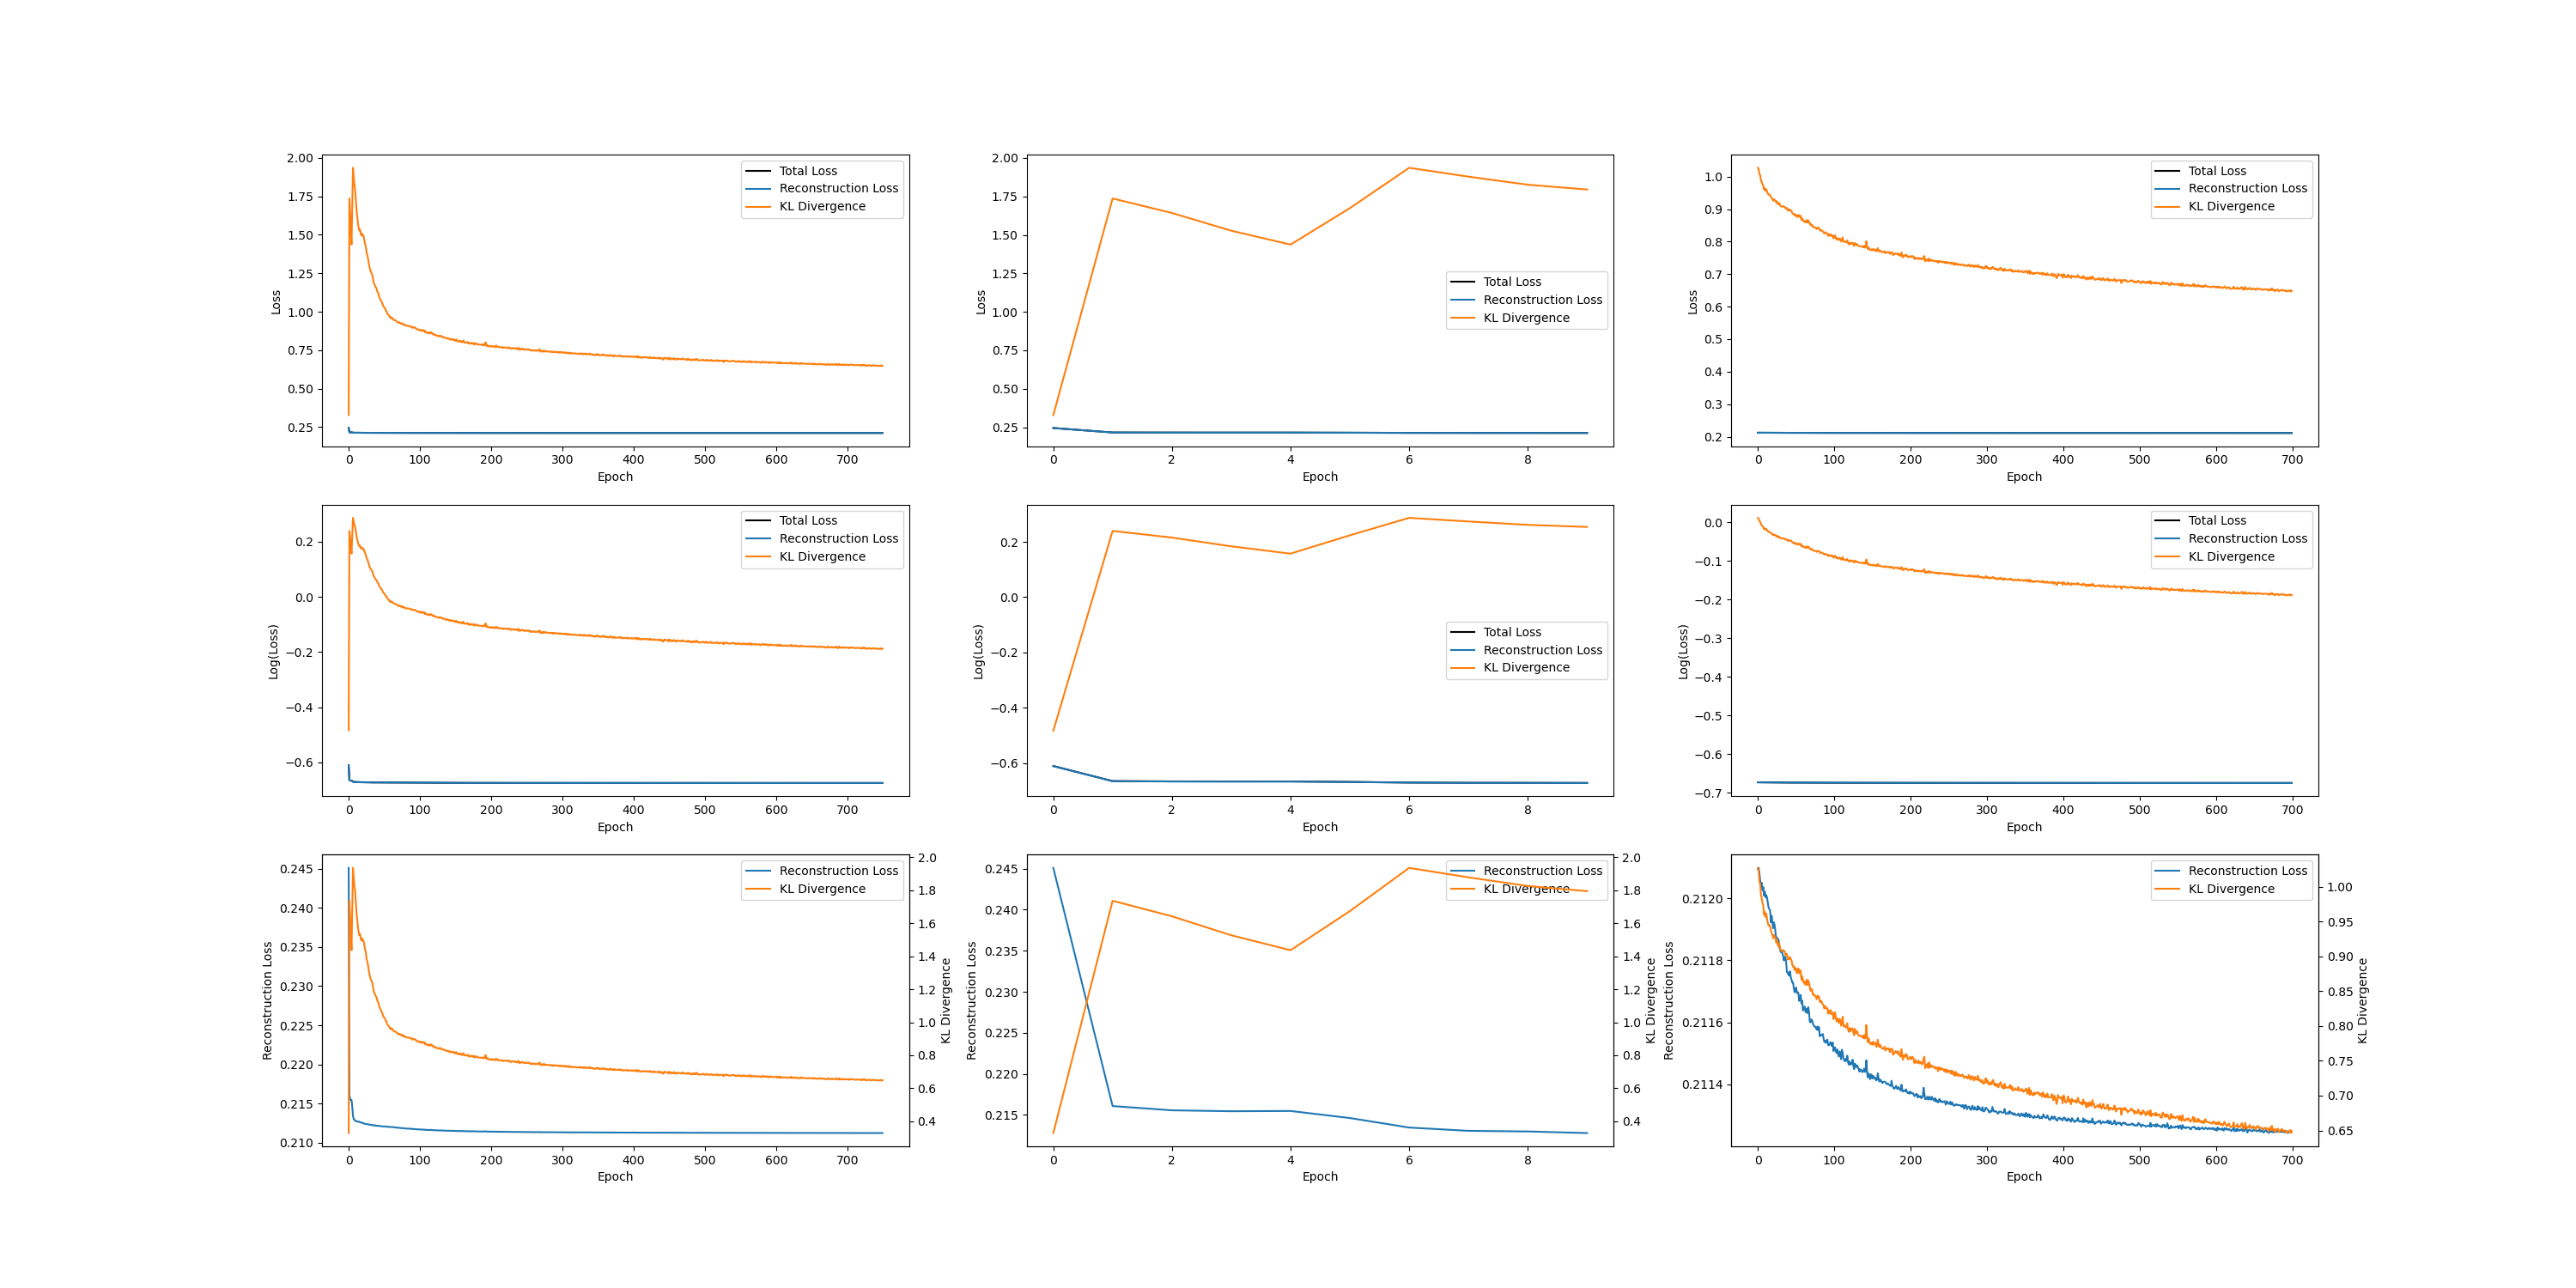 2.00
1.75
1.50
1.25
1.00
0.75
0.50
0.25
Loss
0 100 200 300 400 500 600 700
Epoch
Total Loss
Reconstruction Loss
KL Divergence
2.00
1.75
1.50
1.25
1.00
0.75
0.50
0.25
Loss
0 2 4 6 8
Epoch
Total Loss
Reconstruction Loss
KL Divergence
1.0
0.9
0.8
0.7
0.6
0.5
0.4
0.3
0.2
Loss
0 100 200 300 400 500 600 700
Epoch
Total Loss
Reconstruction Loss
KL Divergence
0.2
0.0
−0.2
−0.4
−0.6
Log(Loss)
0 100 200 300 400 500 600 700
Epoch
Total Loss
Reconstruction Loss
KL Divergence
0.2
0.0
−0.2
−0.4
−0.6
Log(Loss)
0 2 4 6 8
Epoch
Total Loss
Reconstruction Loss
KL Divergence
0.0
−0.1
−0.2
−0.3
−0.4
−0.5
−0.6
−0.7
Log(Loss)
0 100 200 300 400 500 600 700
Epoch
Total Loss
Reconstruction Loss
KL Divergence
0.245
0.240
0.235
0.230
0.225
0.220
0.215
0.210
Reconstruction Loss
0 100 200 300 400 500 600 700
Epoch
Reconstruction Loss
KL Divergence
2.0
1.8
1.6
1.4
1.2
1.0
0.8
0.6
0.4
KL Divergence
0.245
0.240
0.235
0.230
0.225
0.220
0.215
Reconstruction Loss
0 2 4 6 8
Epoch
Reconstruction Loss
KL Divergence
2.0
1.8
1.6
1.4
1.2
1.0
0.8
0.6
0.4
KL Divergence
0.2120
0.2118
0.2116
0.2114
Reconstruction Loss
0 100 200 300 400 500 600 700
Epoch
Reconstruction Loss
KL Divergence
1.00
0.95
0.90
0.85
0.80
0.75
0.70
0.65
KL Divergence